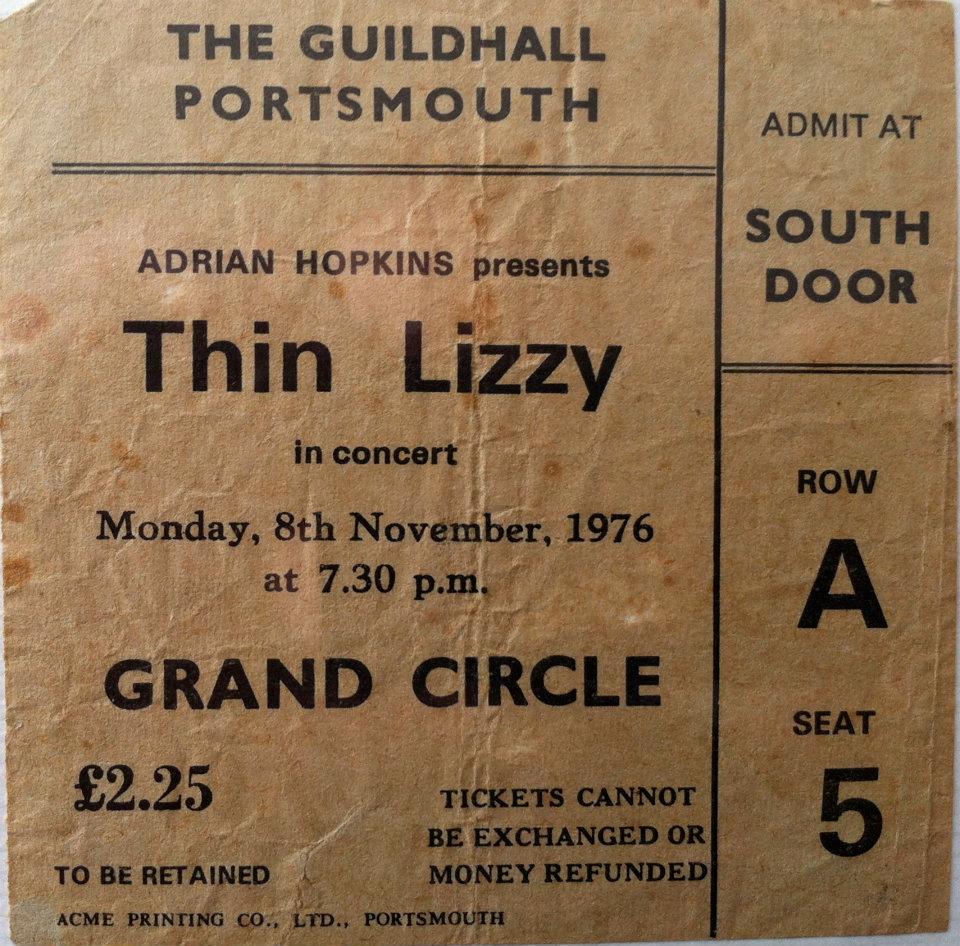 THE GUILDHALL
PORTSMOUTH
ADRIAN HOPKINS presents
Thin Lizzy
in concert
Monday, 8th November, 1976
at 7.30 p.m.
GRAND CIRCLE
£2.25
TO BE RETAINED
TICKETS CANNOT
BE EXCHANGED OR
MONEY REFUNDED
ACME PRINTING CO., LTD., PORTSMOUTH
ADMIT AT
SOUTH
DOOR
ROW
A
SEAT
5